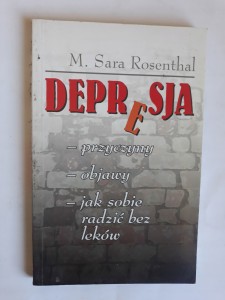 M. Sara Rosenthal
DEPRESJA
– przyczyny
– objawy
– jak sobie
radzić bez
leków